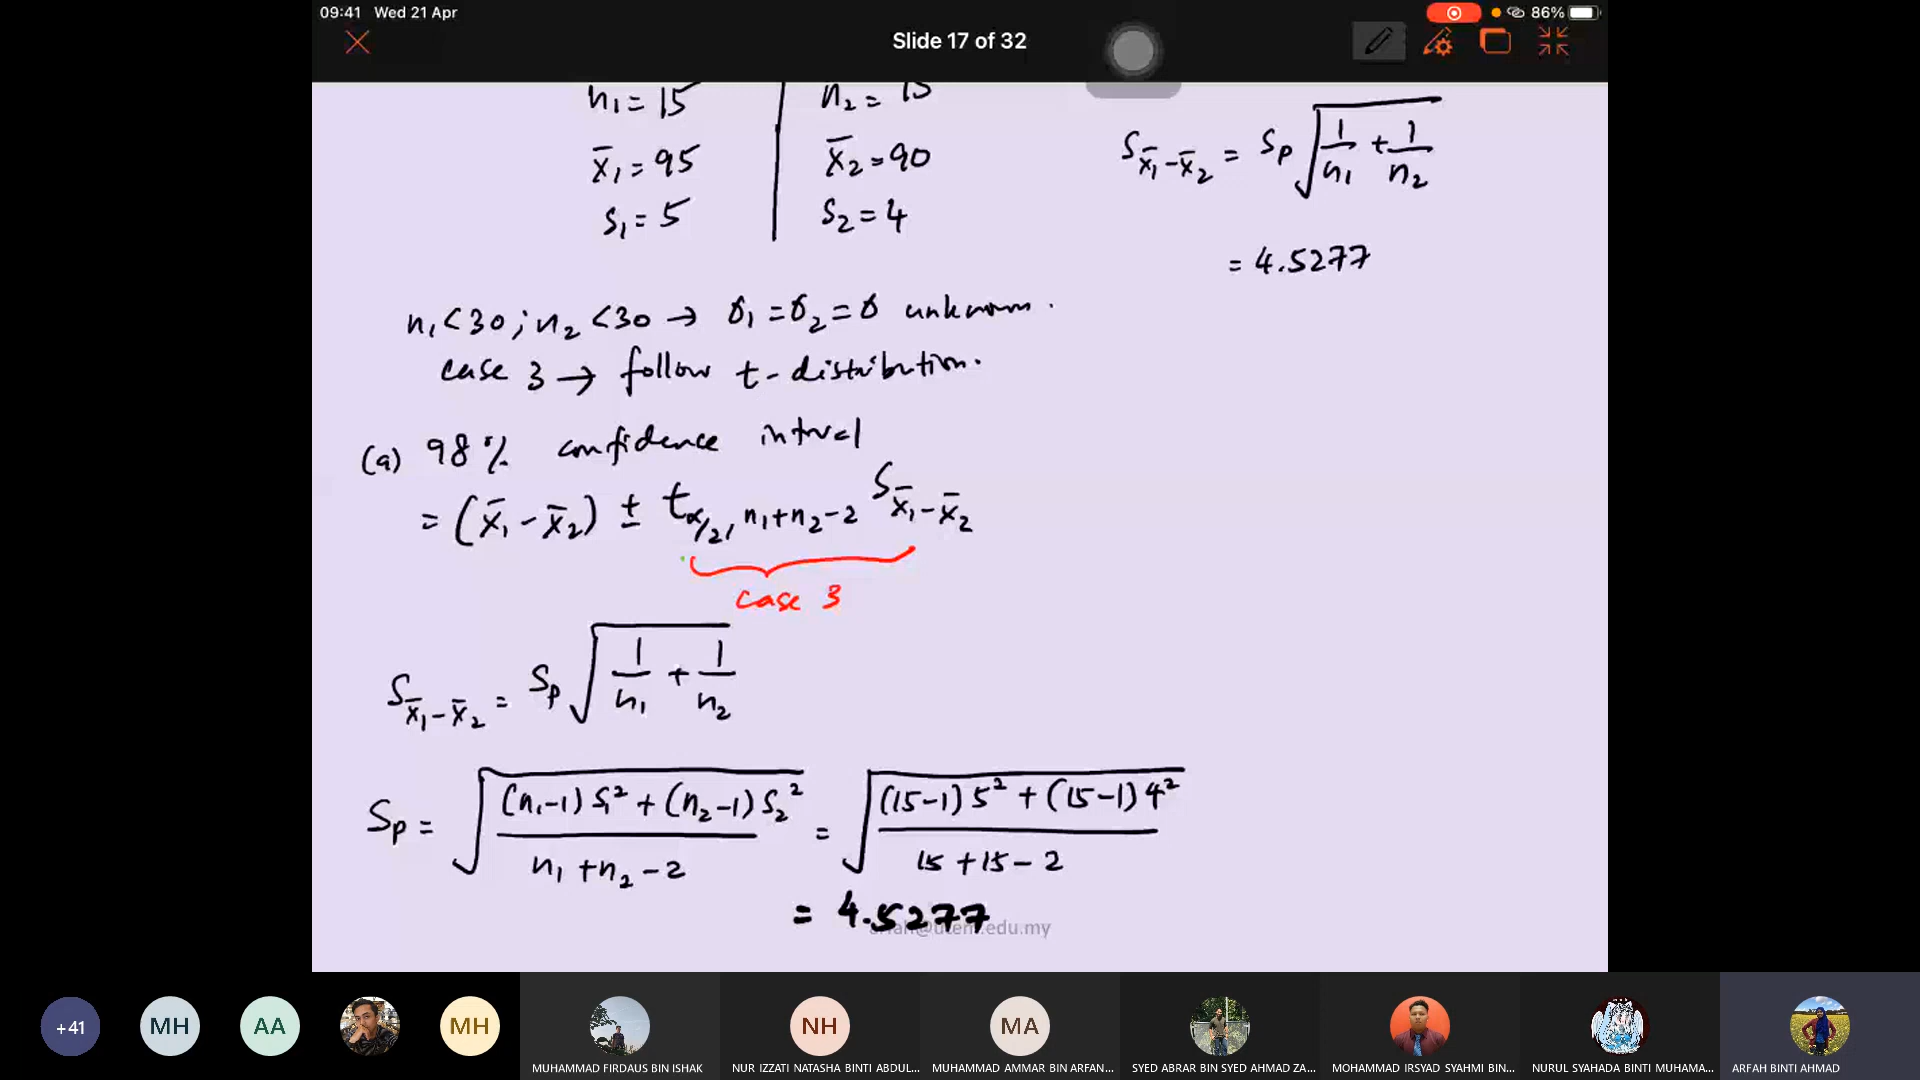 09:41 Wed 21 Apr
86%
Slide 17 of 32
n₁ = 15
n₂ = 15
x̄₁ = 95
x̄₂ = 90
s₁ = 5
s₂ = 4
S_{x̄₁-x̄₂} = Sp √(1/n₁ + 1/n₂)
= 4.5277
n₁ < 30 ; n₂ < 30 → σ₁ = σ₂ = σ unknown.
case 3 → follow t-distribution.
(a) 98% confidence intrvel
= (x̄₁ - x̄₂) ± t_{α/2, n₁+n₂-2} S_{x̄₁-x̄₂}
case 3
S_{x̄₁-x̄₂} = Sp √(1/n₁ + 1/n₂)
Sp = √(((n₁-1) s₁² + (n₂-1) s₂²) / (n₁ + n₂ - 2)) = √(((15-1) 5² + (15-1) 4²) / (15 + 15 - 2))
= 4.5277
+41
MH
AA
MH
NH
MA
MUHAMMAD FIRDAUS BIN ISHAK
NUR IZZATI NATASHA BINTI ABDUL...
MUHAMMAD AMMAR BIN ARFAN...
SYED ABRAR BIN SYED AHMAD ZA...
MOHAMMAD IRSYAD SYAHMI BIN...
NURUL SYAHADA BINTI MUHAMA...
ARFAH BINTI AHMAD